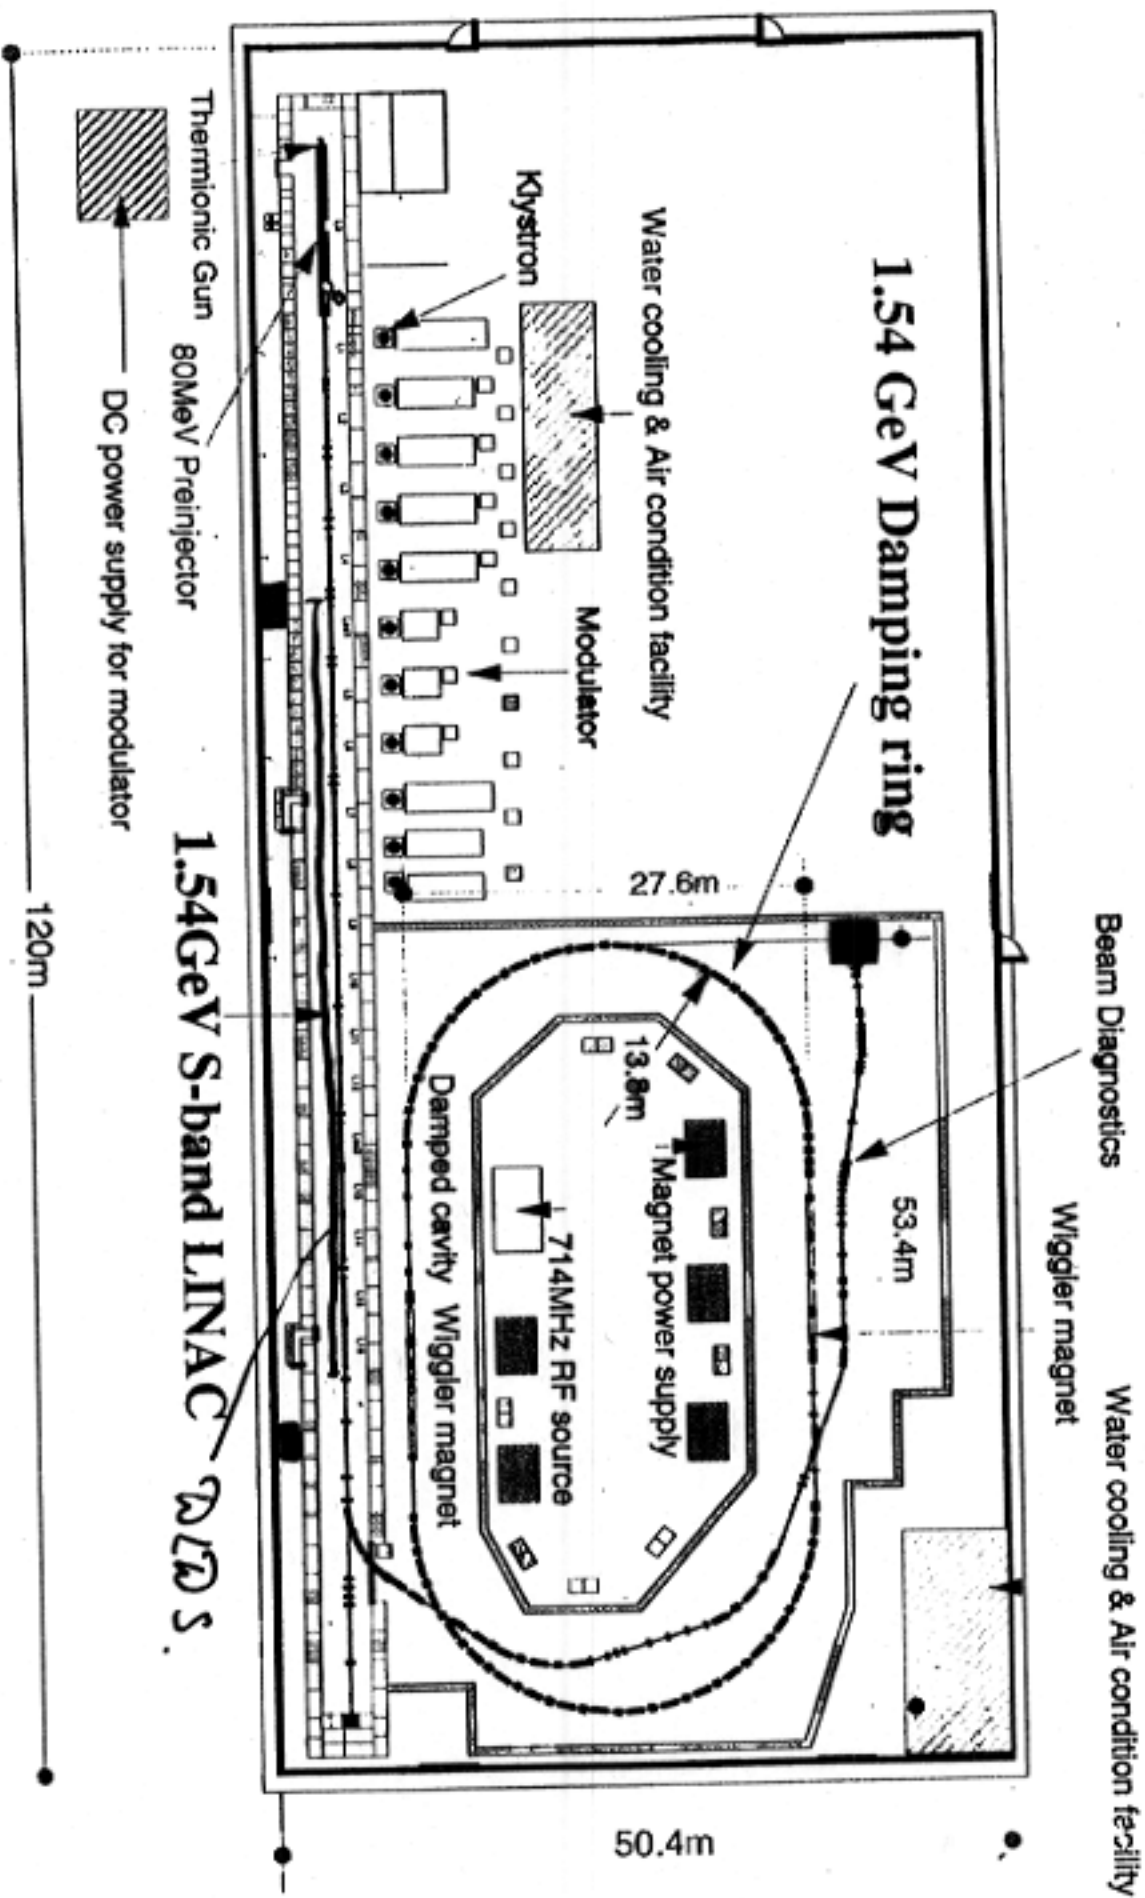 Beam Diagnostics
Wiggler magnet
Water cooling & Air condition facility
1.54 GeV Damping ring
53.4m
Water cooling & Air condition facility
27.6m
13.8m
Magnet power supply
Klystron
Modulator
714MHz RF source
Damped cavity
Wiggler magnet
50.4m
Thermionic Gun
80MeV Preinjector
1.54GeV S-band LINAC
DLDS.
DC power supply for modulator
120m